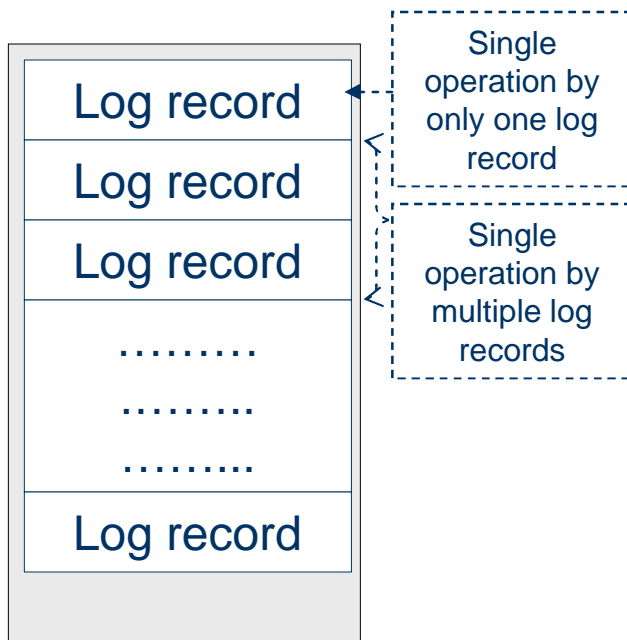 Log record
Log record
Log record
………
……...
……...
Log record
Single
operation by
only one log
record
Single
operation by
multiple log
records